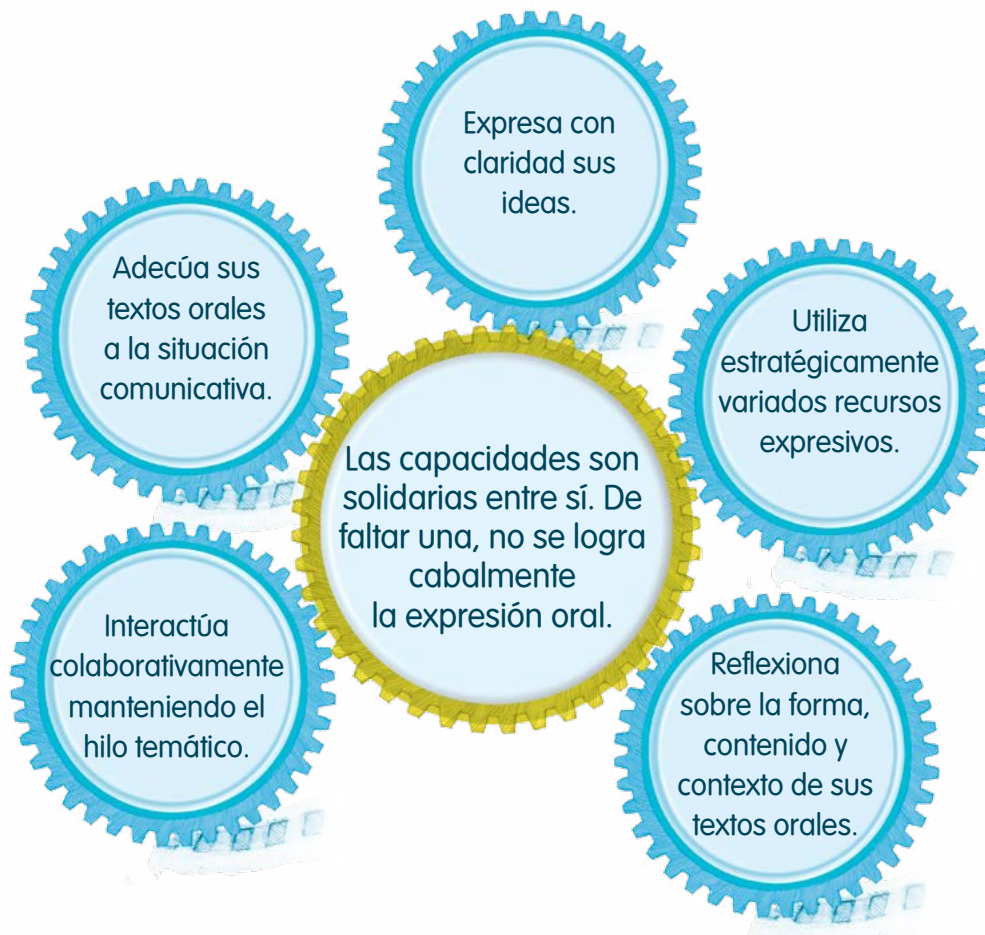 Expresa con
claridad sus
ideas.
Adecúa sus
textos orales
a la situación
comunicativa.
Utiliza
estratégicamente
variados recursos
expresivos.
Las capacidades son
solidarias entre sí. De
faltar una, no se logra
cabalmente
la expresión oral.
Interactúa
colaborativamente
manteniendo el
hilo temático.
Reflexiona
sobre la forma,
contenido y
contexto de sus
textos orales.